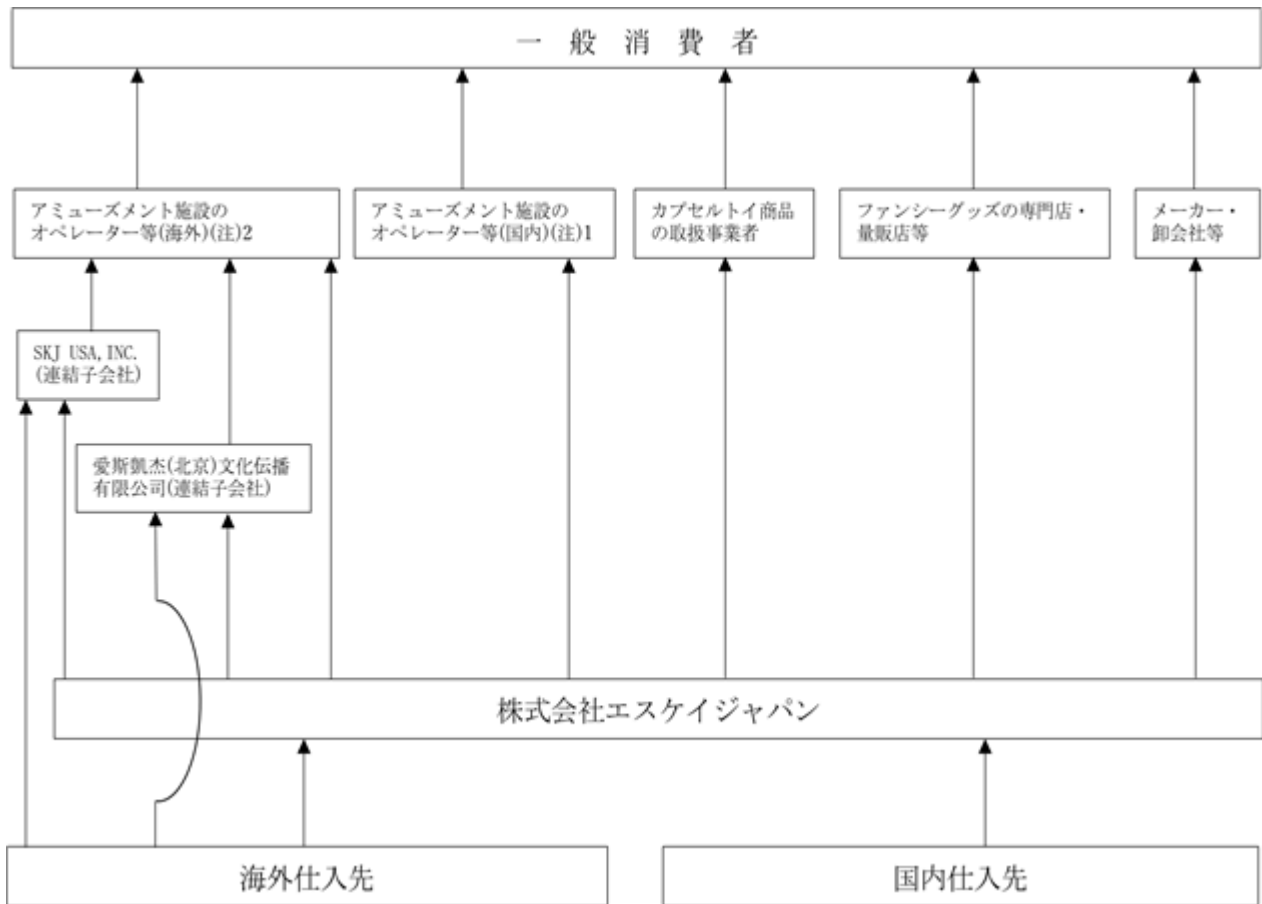 一般消費者
アミューズメント施設の
オペレーター等(海外)(注)2
アミューズメント施設の
オペレーター等(国内)(注)1
カプセルトイ商品
の取扱事業者
ファンシーグッズの専門店・
量販店等
メーカー・
卸会社等
SKJ USA,INC.
(連結子会社)
愛斯凱杰(北京)文化伝播
有限公司(連結子会社)
株式会社エスケイジャパン
海外仕入先
国内仕入先